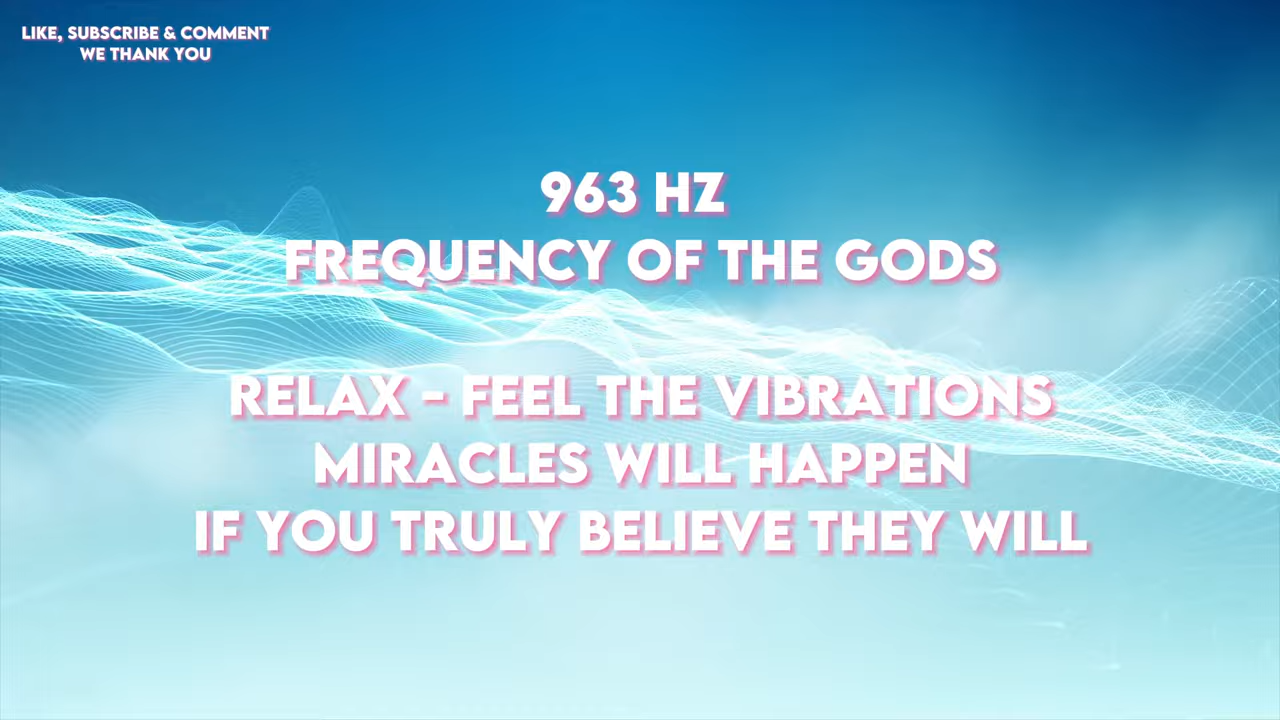 LIKE, SUBSCRIBE & COMMENT
WE THANK YOU
963 HZ
FREQUENCY OF THE GODS
RELAX - FEEL THE VIBRATIONS
MIRACLES WILL HAPPEN
IF YOU TRULY BELIEVE THEY WILL